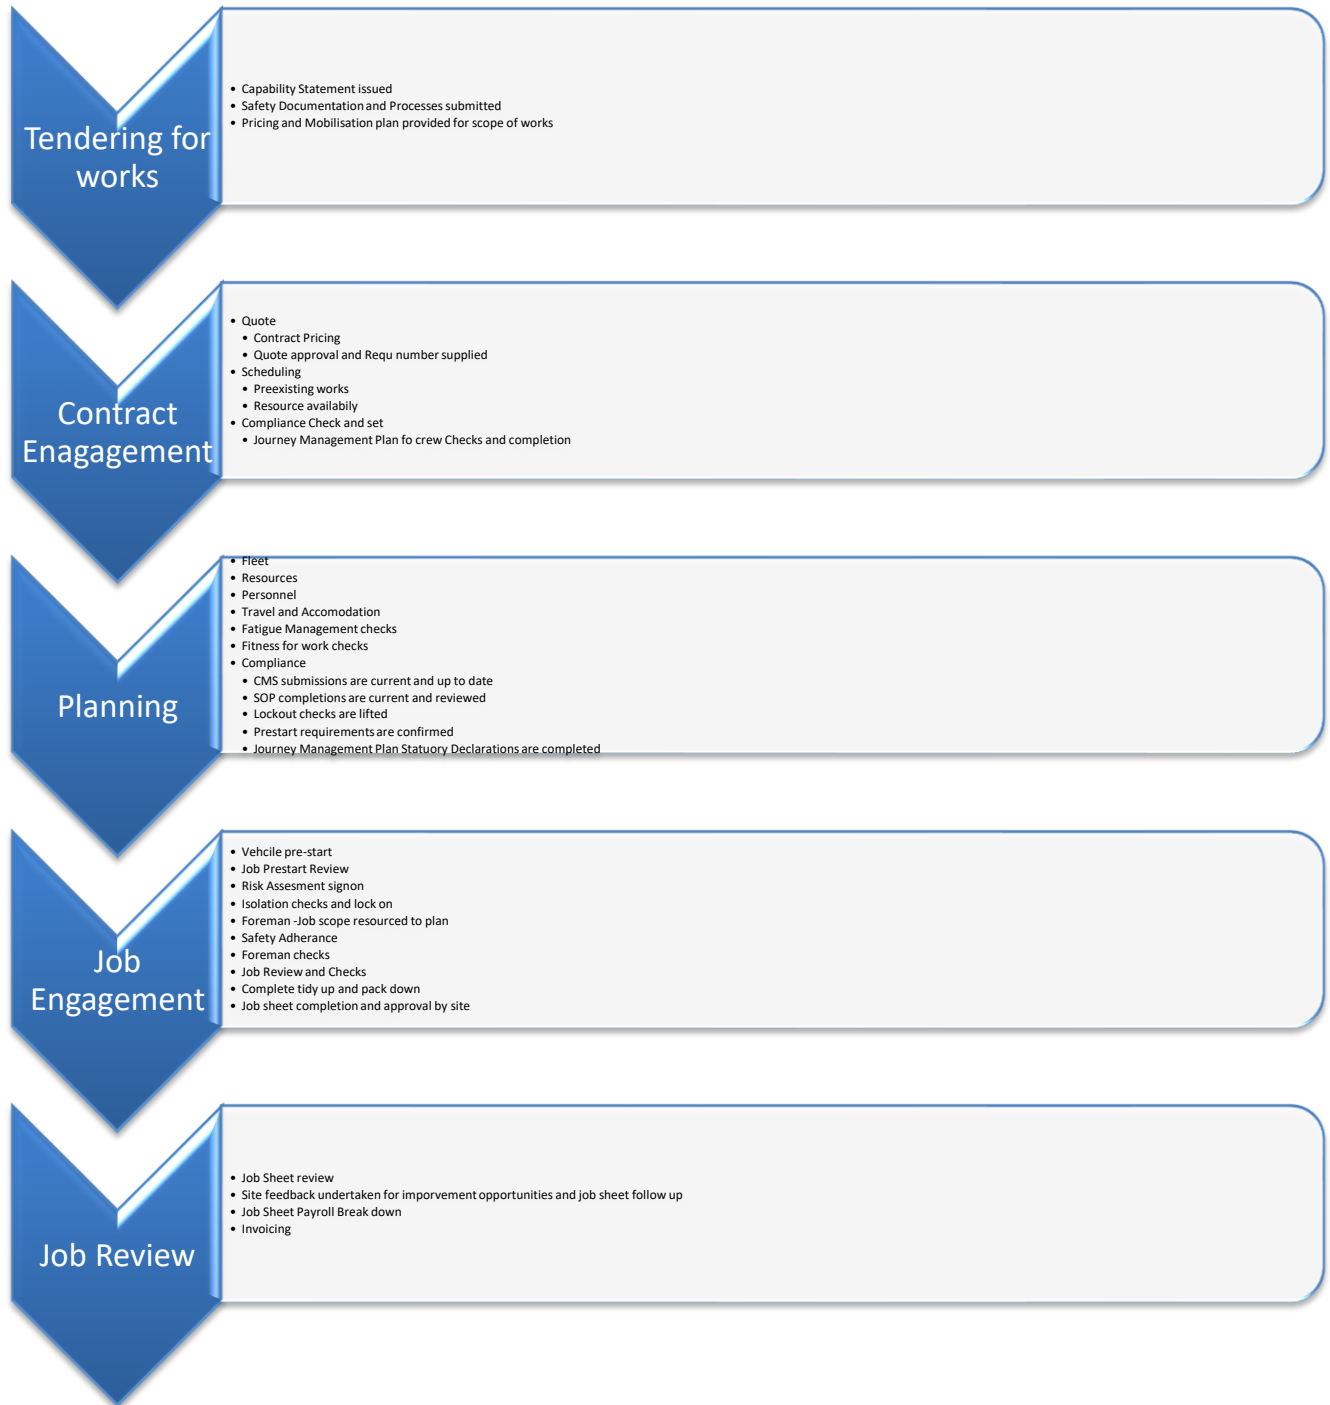 Tendering for
works
• Capability Statement issued
• Safety Documentation and Processes submitted
• Pricing and Mobilisation plan provided for scope of works
Contract
Enagagement
• Quote
• Contract Pricing
• Quote approval and Requ number supplied
• Scheduling
• Preexisting works
• Resource availabily
• Compliance Check and set
• Journey Management Plan fo crew Checks and completion
Planning
• Fleet
• Resources
• Personnel
• Travel and Accomodation
• Fatigue Management checks
• Fitness for work checks
• Compliance
• CMS submissions are current and up to date
• SOP completions are current and reviewed
• Lockout checks are lifted
• Prestart requirements are confirmed
• Journey Management Plan Statuory Declarations are completed
Job
Engagement
• Vehcile pre-start
• Job Prestart Review
• Risk Assesment signon
• Isolation checks and lock on
• Foreman -Job scope resourced to plan
• Safety Adherance
• Foreman checks
• Job Review and Checks
• Complete tidy up and pack down
• Job sheet completion and approval by site
Job Review
• Job Sheet review
• Site feedback undertaken for imporvement opportunities and job sheet follow up
• Job Sheet Payroll Break down
• Invoicing